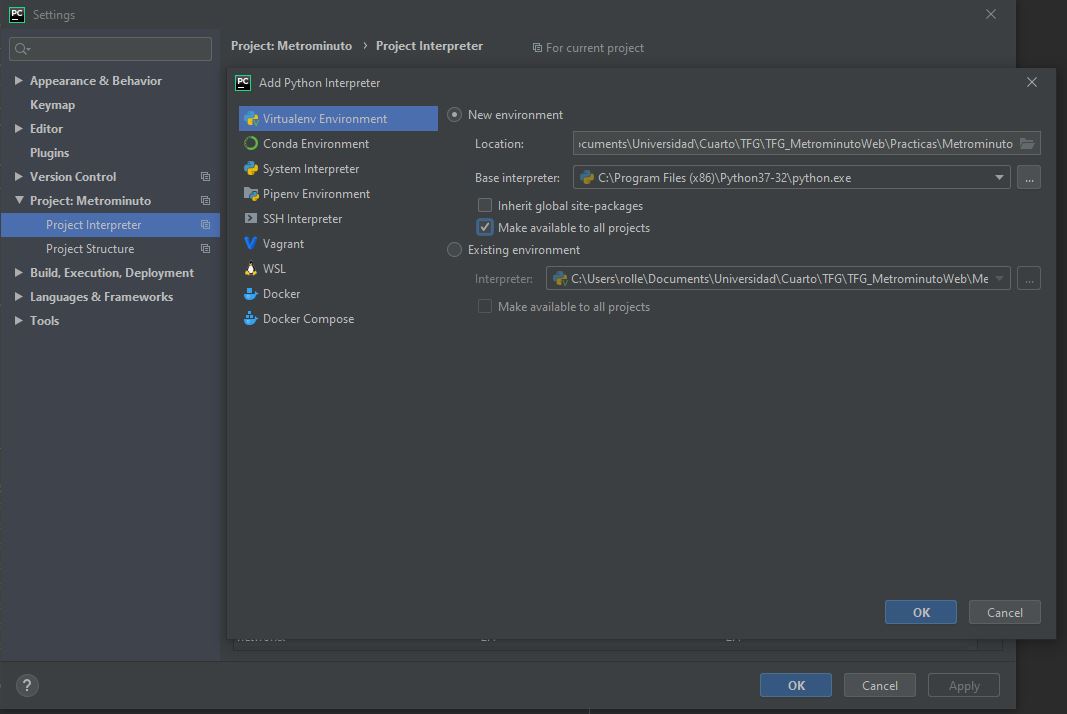 PC Settings
Project: Metrominuto › Project Interpreter For current project
Appearance & Behavior
Keymap
Editor
Plugins
Version Control
Project: Metrominuto
Project Interpreter
Project Structure
Build, Execution, Deployment
Languages & Frameworks
Tools
PC Add Python Interpreter
Virtualenv Environment
Conda Environment
System Interpreter
Pipenv Environment
SSH Interpreter
Vagrant
WSL
Docker
Docker Compose
New environment
Location: ocuments\Universidad\Cuarto\TFG\TFG_MetrominutoWeb\Practicas\Metrominuto
Base interpreter: C:\Program Files (x86)\Python37-32\python.exe ...
Inherit global site-packages
Make available to all projects
Existing environment
Interpreter: C:\Users\rolle\Documents\Universidad\Cuarto\TFG\TFG_MetrominutoWeb\Me ...
Make available to all projects
OK Cancel
? OK Cancel Apply